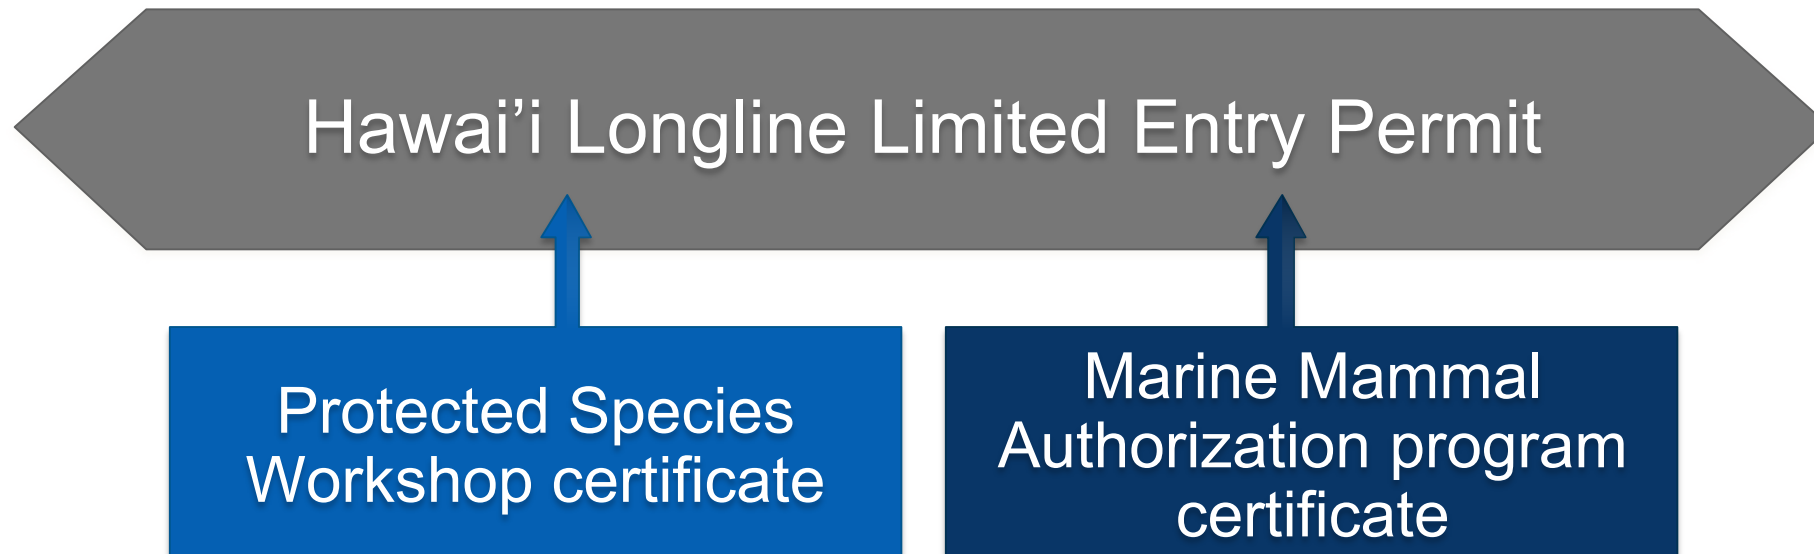 Hawai’i Longline Limited Entry Permit
Protected Species
Workshop certificate
Marine Mammal
Authorization program
certificate